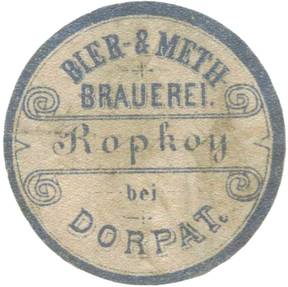 BIER- & METH
BRAUEREI.
Ropkoy
bei
DORPAT.